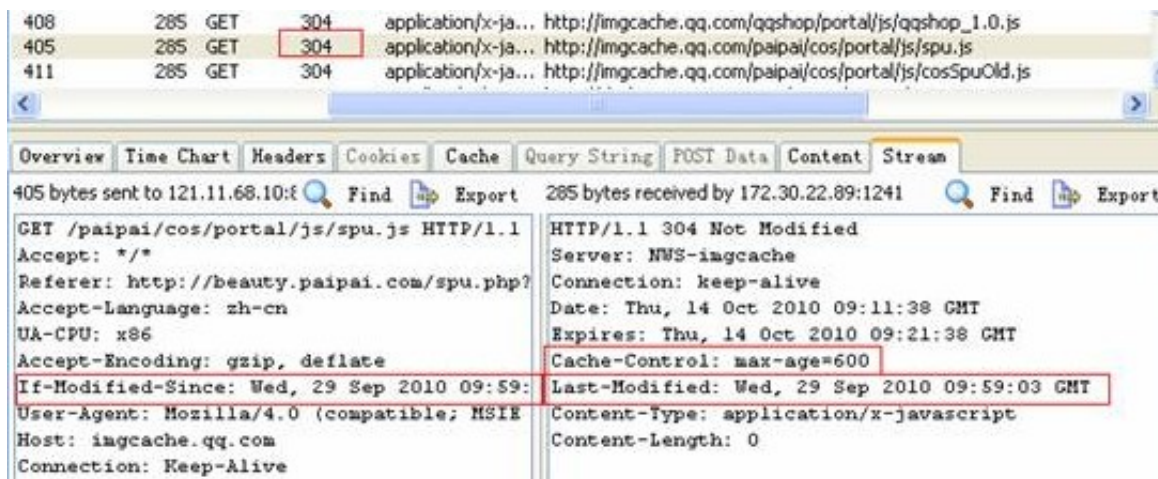 408 285 GET 304 application/x-ja... http://imgcache.qq.com/qqshop/portal/js/qqshop_1.0.js
405 285 GET 304 application/x-ja... http://imgcache.qq.com/paipai/cos/portal/js/spu.js
411 285 GET 304 application/x-ja... http://imgcache.qq.com/paipai/cos/portal/js/cosSpuOld.js
Overview Time Chart Headers Cookies Cache Query String POST Data Content Stream
405 bytes sent to 121.11.68.10:8 Find Export 285 bytes received by 172.30.22.89:1241 Find Export
GET /paipai/cos/portal/js/spu.js HTTP/1.1
Accept: */*
Referer: http://beauty.paipai.com/spu.php?
Accept-Language: zh-cn
UA-CPU: x86
Accept-Encoding: gzip, deflate
If-Modified-Since: Wed, 29 Sep 2010 09:59:
User-Agent: Mozilla/4.0 (compatible; MSIE
Host: imgcache.qq.com
Connection: Keep-Alive
HTTP/1.1 304 Not Modified
Server: NWS-imgcache
Connection: keep-alive
Date: Thu, 14 Oct 2010 09:11:38 GMT
Expires: Thu, 14 Oct 2010 09:21:38 GMT
Cache-Control: max-age=600
Last-Modified: Wed, 29 Sep 2010 09:59:03 GMT
Content-Type: application/x-javascript
Content-Length: 0